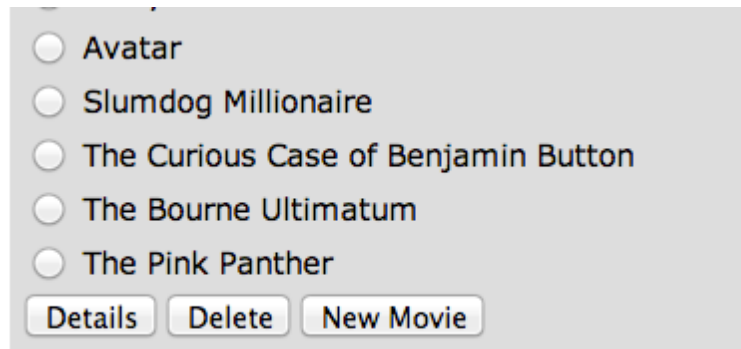 Avatar
Slumdog Millionaire
The Curious Case of Benjamin Button
The Bourne Ultimatum
The Pink Panther
Details Delete New Movie